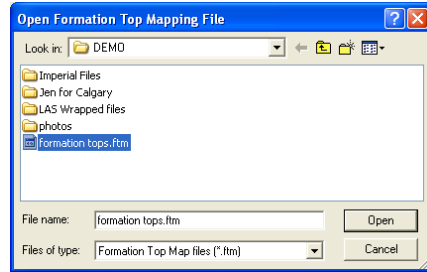 Open Formation Top Mapping File
Look in: DEMO
Imperial Files
Jen for Calgary
LAS Wrapped files
photos
formation tops.ftm
File name: formation tops.ftm Open
Files of type: Formation Top Map files (*.ftm) Cancel